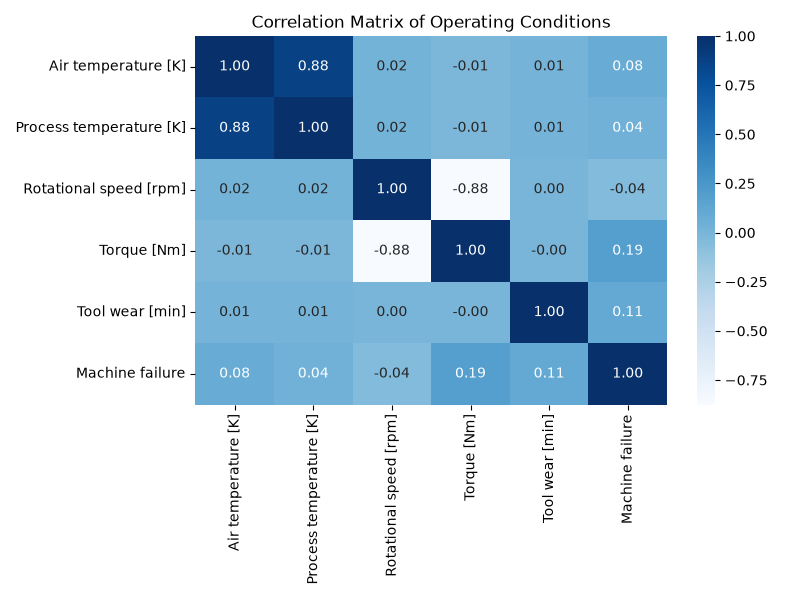 Correlation Matrix of Operating Conditions
Air temperature [K] 1.00 0.88 0.02 -0.01 0.01 0.08
Process temperature [K] 0.88 1.00 0.02 -0.01 0.01 0.04
Rotational speed [rpm] 0.02 0.02 1.00 -0.88 0.00 -0.04
Torque [Nm] -0.01 -0.01 -0.88 1.00 -0.00 0.19
Tool wear [min] 0.01 0.01 0.00 -0.00 1.00 0.11
Machine failure 0.08 0.04 -0.04 0.19 0.11 1.00
Air temperature [K]
Process temperature [K]
Rotational speed [rpm]
Torque [Nm]
Tool wear [min]
Machine failure
1.00
0.75
0.50
0.25
0.00
−0.25
−0.50
−0.75